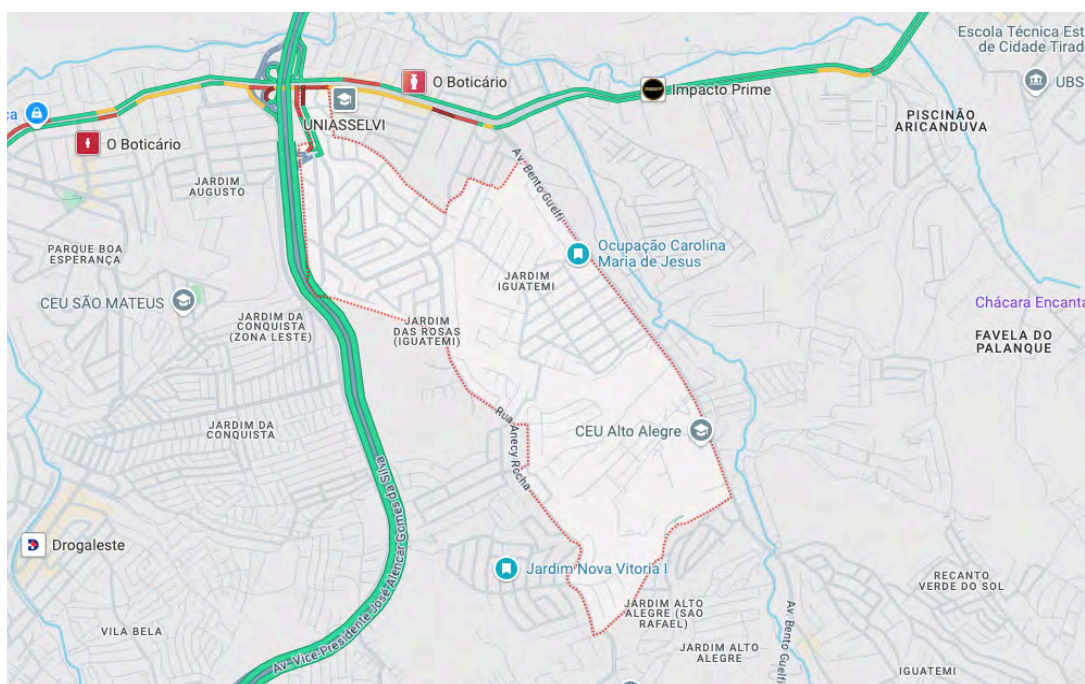 Escola Técnica Est
de Cidade Tirad
UBS
O Boticário
Impacto Prime
ça
UNIASSELVI
PISCINÃO
ARICANDUVA
O Boticário
Av. Bento Guelfi
JARDIM
AUGUSTO
PARQUE BOA
ESPERANÇA
Ocupação Carolina
Maria de Jesus
JARDIM
IGUATEMI
CEU SÃO MATEUS
Chácara Encanta
JARDIM DA
CONQUISTA
(ZONA LESTE)
JARDIM
DAS ROSAS
(IGUATEMI)
FAVELA DO
PALANQUE
Rua Anecy Rocha
JARDIM DA
CONQUISTA
CEU Alto Alegre
Av. Vice-Presidente José Alencar Gomes da Silva
D
Drogaleste
Jardim Nova Vitoria I
RECANTO
VERDE DO SOL
JARDIM ALTO
ALEGRE (SÃO
RAFAEL)
Av. Bento Guelfi
VILA BELA
JARDIM ALTO
ALEGRE
IGUATEMI